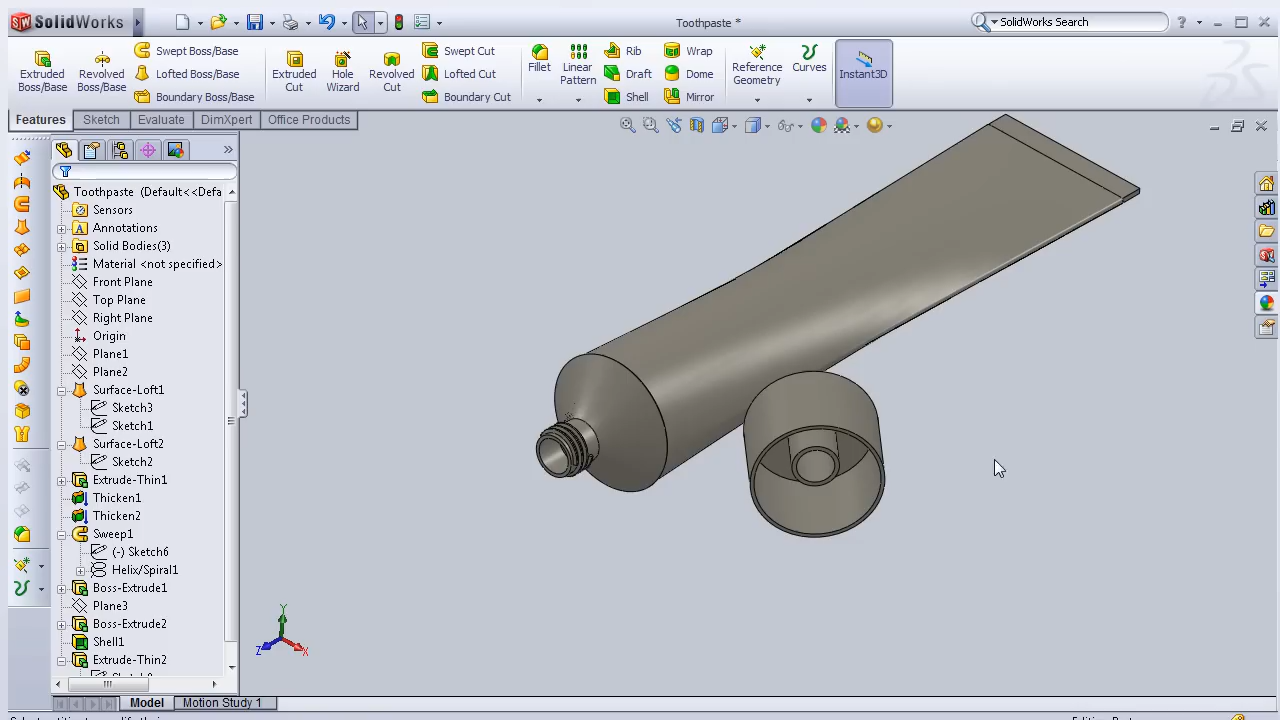 SolidWorks
Toothpaste *
SolidWorks Search
Extruded Boss/Base
Revolved Boss/Base
Swept Boss/Base
Lofted Boss/Base
Boundary Boss/Base
Extruded Cut
Hole Wizard
Revolved Cut
Swept Cut
Lofted Cut
Boundary Cut
Fillet
Linear Pattern
Rib
Draft
Shell
Wrap
Dome
Mirror
Reference Geometry
Curves
Instant3D
Features
Sketch
Evaluate
DimXpert
Office Products
Toothpaste (Default<<Defa
Sensors
Annotations
Solid Bodies(3)
Material <not specified>
Front Plane
Top Plane
Right Plane
Origin
Plane1
Plane2
Surface-Loft1
Sketch3
Sketch1
Surface-Loft2
Sketch2
Extrude-Thin1
Thicken1
Thicken2
Sweep1
(-) Sketch6
Helix/Spiral1
Boss-Extrude1
Plane3
Boss-Extrude2
Shell1
Extrude-Thin2
Y
Z
X
Model
Motion Study 1